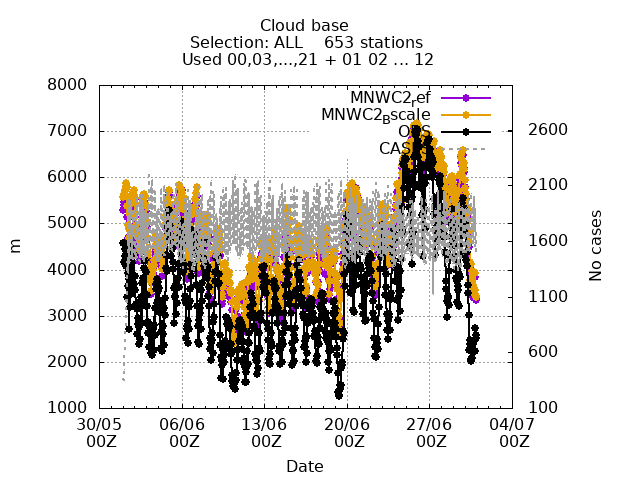 Cloud base
Selection: ALL 653 stations
Used 00,03,...,21 + 01 02 ... 12
MNWC2ref
MNWC2Bscale
OBS
CASES
8000
7000
6000
5000
4000
3000
2000
1000
m
2600
2100
1600
1100
600
100
No cases
30/05 06/06 13/06 20/06 27/06 04/07
00Z 00Z 00Z 00Z 00Z 00Z
Date